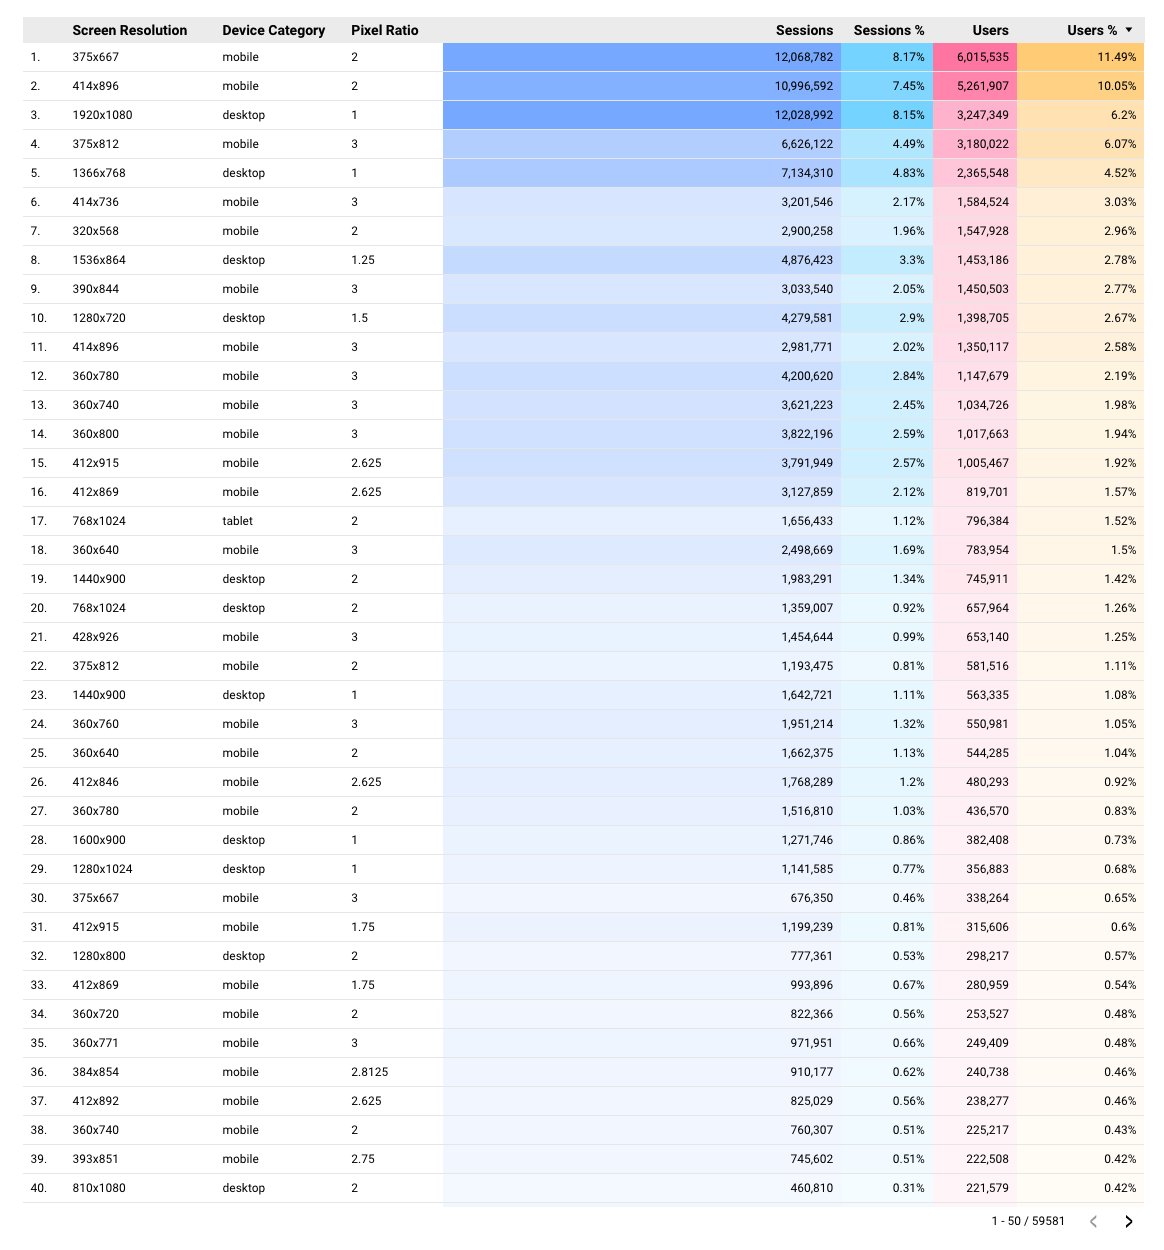 Screen Resolution Device Category Pixel Ratio Sessions Sessions % Users Users %
1. 375x667 mobile 2 12,068,782 8.17% 6,015,535 11.49%
2. 414x896 mobile 2 10,996,592 7.45% 5,261,907 10.05%
3. 1920x1080 desktop 1 12,028,992 8.15% 3,247,349 6.2%
4. 375x812 mobile 3 6,626,122 4.49% 3,180,022 6.07%
5. 1366x768 desktop 1 7,134,310 4.83% 2,365,548 4.52%
6. 414x736 mobile 3 3,201,546 2.17% 1,584,524 3.03%
7. 320x568 mobile 2 2,900,258 1.96% 1,547,928 2.96%
8. 1536x864 desktop 1.25 4,876,423 3.3% 1,453,186 2.78%
9. 390x844 mobile 3 3,033,540 2.05% 1,450,503 2.77%
10. 1280x720 desktop 1.5 4,279,581 2.9% 1,398,705 2.67%
11. 414x896 mobile 3 2,981,771 2.02% 1,350,117 2.58%
12. 360x780 mobile 3 4,200,620 2.84% 1,147,679 2.19%
13. 360x740 mobile 3 3,621,223 2.45% 1,034,726 1.98%
14. 360x800 mobile 3 3,822,196 2.59% 1,017,663 1.94%
15. 412x915 mobile 2.625 3,791,949 2.57% 1,005,467 1.92%
16. 412x869 mobile 2.625 3,127,859 2.12% 819,701 1.57%
17. 768x1024 tablet 2 1,656,433 1.12% 796,384 1.52%
18. 360x640 mobile 3 2,498,669 1.69% 783,954 1.5%
19. 1440x900 desktop 2 1,983,291 1.34% 745,911 1.42%
20. 768x1024 desktop 2 1,359,007 0.92% 657,964 1.26%
21. 428x926 mobile 3 1,454,644 0.99% 653,140 1.25%
22. 375x812 mobile 2 1,193,475 0.81% 581,516 1.11%
23. 1440x900 desktop 1 1,642,721 1.11% 563,335 1.08%
24. 360x760 mobile 3 1,951,214 1.32% 550,981 1.05%
25. 360x640 mobile 2 1,662,375 1.13% 544,285 1.04%
26. 412x846 mobile 2.625 1,768,289 1.2% 480,293 0.92%
27. 360x780 mobile 2 1,516,810 1.03% 436,570 0.83%
28. 1600x900 desktop 1 1,271,746 0.86% 382,408 0.73%
29. 1280x1024 desktop 1 1,141,585 0.77% 356,883 0.68%
30. 375x667 mobile 3 676,350 0.46% 338,264 0.65%
31. 412x915 mobile 1.75 1,199,239 0.81% 315,606 0.6%
32. 1280x800 desktop 2 777,361 0.53% 298,217 0.57%
33. 412x869 mobile 1.75 993,896 0.67% 280,959 0.54%
34. 360x720 mobile 2 822,366 0.56% 253,527 0.48%
35. 360x771 mobile 3 971,951 0.66% 249,409 0.48%
36. 384x854 mobile 2.8125 910,177 0.62% 240,738 0.46%
37. 412x892 mobile 2.625 825,029 0.56% 238,277 0.46%
38. 360x740 mobile 2 760,307 0.51% 225,217 0.43%
39. 393x851 mobile 2.75 745,602 0.51% 222,508 0.42%
40. 810x1080 desktop 2 460,810 0.31% 221,579 0.42%
1 - 50 / 59581